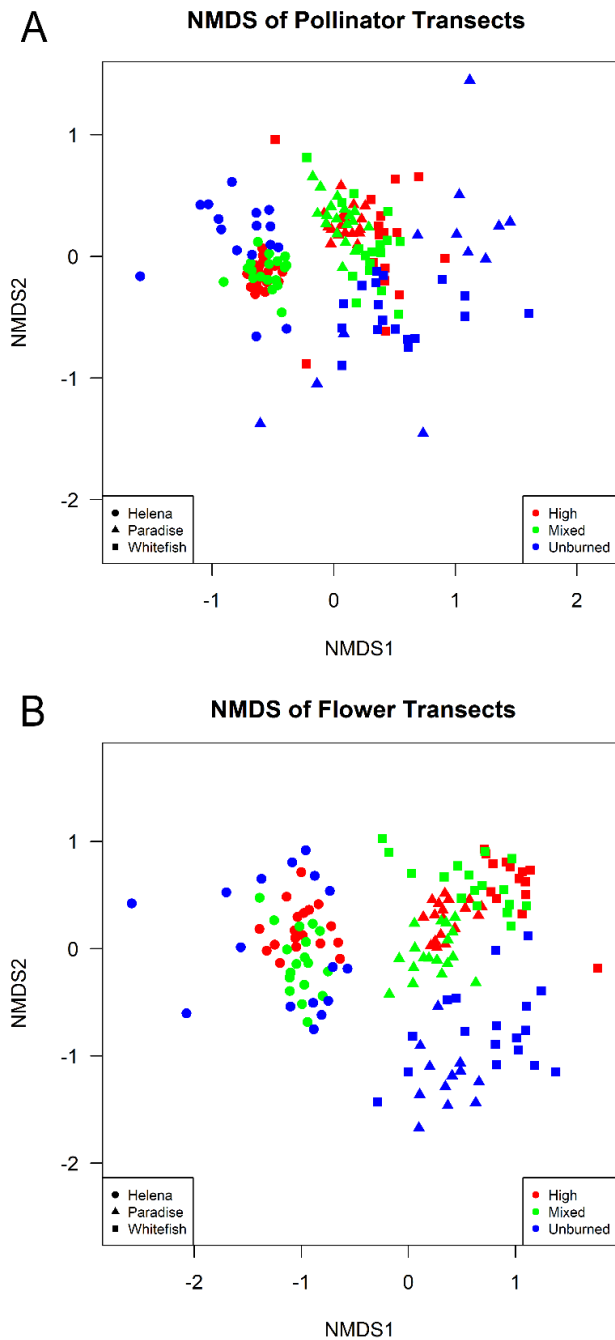 A
NMDS of Pollinator Transects
NMDS2
1
0
-1
-2
Helena
Paradise
Whitefish
High
Mixed
Unburned
-1 0 1 2
NMDS1
B
NMDS of Flower Transects
NMDS2
1
0
-1
-2
Helena
Paradise
Whitefish
High
Mixed
Unburned
-2 -1 0 1
NMDS1